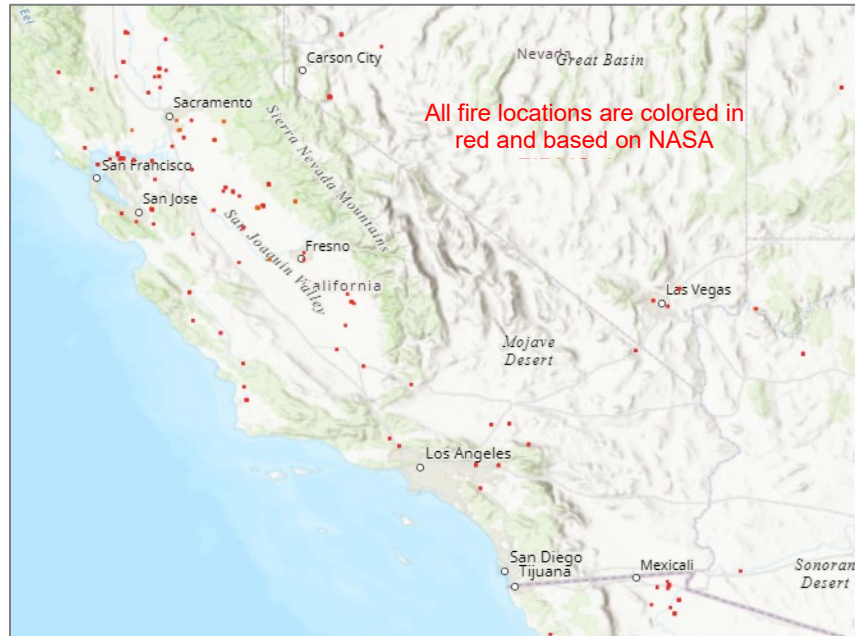 Eel
Carson City
Nevada
Great Basin
All fire locations are colored in
red and based on NASA
Sacramento
Sierra Nevada Mountains
San Francisco
San Jose
San Joaquin Valley
Fresno
California
Las Vegas
Mojave
Desert
Los Angeles
San Diego
Tijuana
Mexicali
Sonoran
Desert